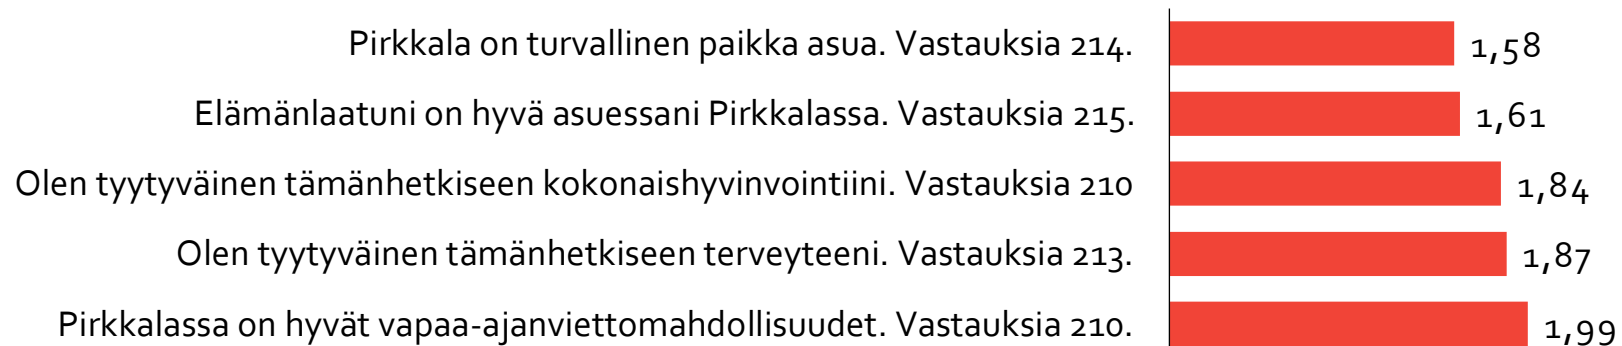 Pirkkala on turvallinen paikka asua. Vastauksia 214. 1,58
Elämänlaatuni on hyvä asuessani Pirkkalassa. Vastauksia 215. 1,61
Olen tyytyväinen tämänhetkiseen kokonaishyvinvointiini. Vastauksia 210 1,84
Olen tyytyväinen tämänhetkiseen terveyteeni. Vastauksia 213. 1,87
Pirkkalassa on hyvät vapaa-ajanviettomahdollisuudet. Vastauksia 210. 1,99